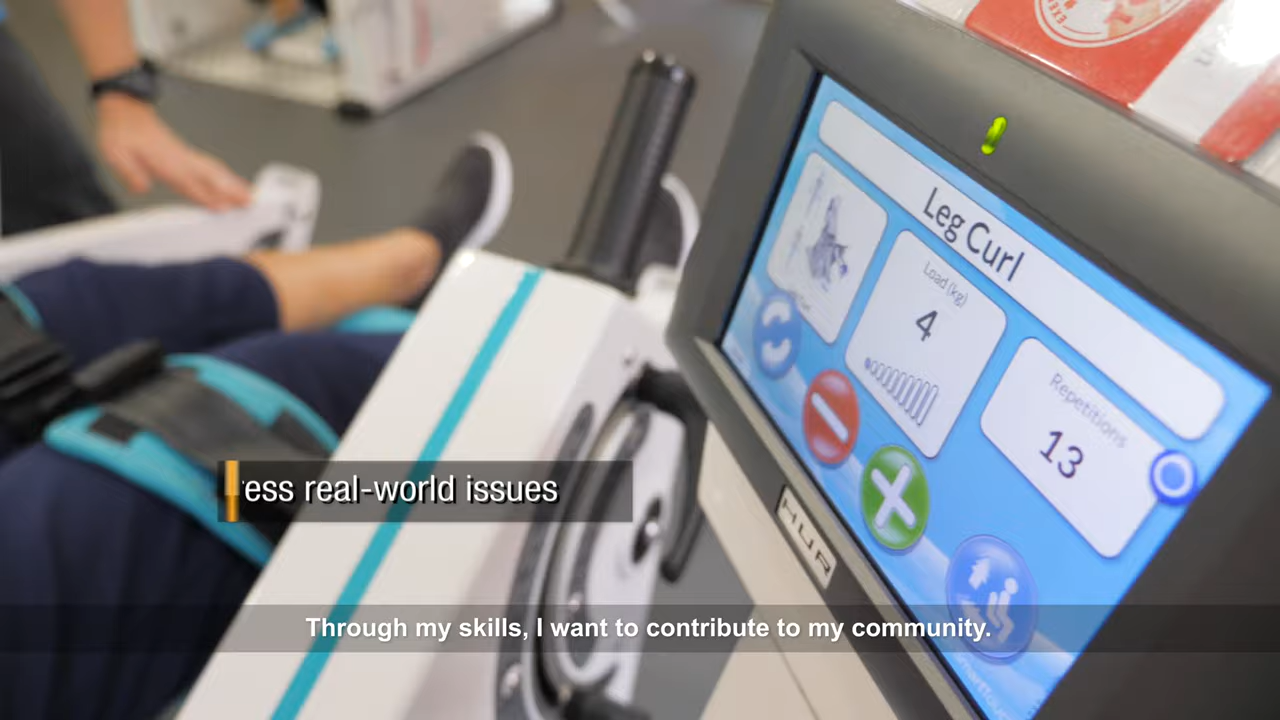 Leg Curl
Load (kg)
4
Repetitions
13
HUR
ess real-world issues
Through my skills, I want to contribute to my community.